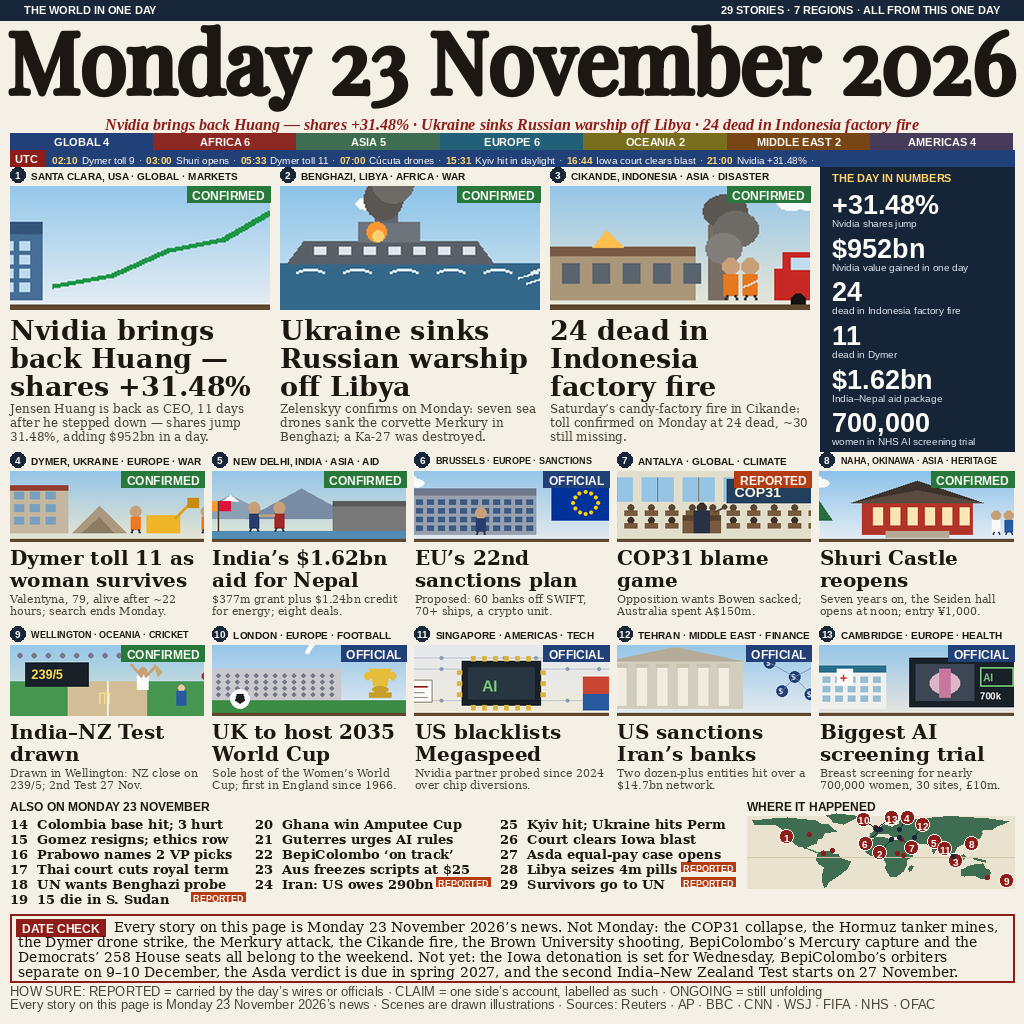 THE WORLD IN ONE DAY
29 STORIES · 7 REGIONS · ALL FROM THIS ONE DAY
Monday 23 November 2026
Nvidia brings back Huang — shares +31.48% · Ukraine sinks Russian warship off Libya · 24 dead in Indonesia factory fire
GLOBAL 4
AFRICA 6
ASIA 5
EUROPE 6
OCEANIA 2
MIDDLE EAST 2
AMERICAS 4
UTC 02:10 Dymer toll 9 · 03:00 Shuri opens · 05:33 Dymer toll 11 · 07:00 Cúcuta drones · 15:31 Kyiv hit in daylight · 16:44 Iowa court clears blast · 21:00 Nvidia +31.48% ·
1 SANTA CLARA, USA · GLOBAL · MARKETS
CONFIRMED
Nvidia brings
back Huang —
shares +31.48%
Jensen Huang is back as CEO, 11 days
after he stepped down — shares jump
31.48%, adding $952bn in a day.
2 BENGHAZI, LIBYA · AFRICA · WAR
CONFIRMED
Ukraine sinks
Russian warship
off Libya
Zelenskyy confirms on Monday: seven sea
drones sank the corvette Merkury in
Benghazi; a Ka-27 was destroyed.
3 CIKANDE, INDONESIA · ASIA · DISASTER
CONFIRMED
24 dead in
Indonesia
factory fire
Saturday’s candy-factory fire in Cikande:
toll confirmed on Monday at 24 dead, ~30
still missing.
THE DAY IN NUMBERS
+31.48%
Nvidia shares jump
$952bn
Nvidia value gained in one day
24
dead in Indonesia factory fire
11
dead in Dymer
$1.62bn
India–Nepal aid package
700,000
women in NHS AI screening trial
4 DYMER, UKRAINE · EUROPE · WAR
CONFIRMED
Dymer toll 11 as
woman survives
Valentyna, 79, alive after ~22
hours; search ends Monday.
5 NEW DELHI, INDIA · ASIA · AID
CONFIRMED
India’s $1.62bn
aid for Nepal
$377m grant plus $1.24bn credit
for energy; eight deals.
6 BRUSSELS · EUROPE · SANCTIONS
OFFICIAL
EU’s 22nd
sanctions plan
Proposed: 60 banks off SWIFT,
70+ ships, a crypto unit.
7 ANTALYA · GLOBAL · CLIMATE
REPORTED
COP31
COP31 blame
game
Opposition wants Bowen sacked;
Australia spent A$150m.
8 NAHA, OKINAWA · ASIA · HERITAGE
CONFIRMED
Shuri Castle
reopens
Seven years on, the Seiden hall
opens at noon; entry ¥1,000.
9 WELLINGTON · OCEANIA · CRICKET
CONFIRMED
239/5
India–NZ Test
drawn
Drawn in Wellington: NZ close on
239/5; 2nd Test 27 Nov.
10 LONDON · EUROPE · FOOTBALL
OFFICIAL
UK to host 2035
World Cup
Sole host of the Women’s World
Cup; first in England since 1966.
11 SINGAPORE · AMERICAS · TECH
OFFICIAL
AI
US blacklists
Megaspeed
Nvidia partner probed since 2024
over chip diversions.
12 TEHRAN · MIDDLE EAST · FINANCE
OFFICIAL
$
$
$
US sanctions
Iran’s banks
Two dozen-plus entities hit over a
$14.7bn network.
13 CAMBRIDGE · EUROPE · HEALTH
OFFICIAL
AI
700k
Biggest AI
screening trial
Breast screening for nearly
700,000 women, 30 sites, £10m.
ALSO ON MONDAY 23 NOVEMBER
14 Colombia base hit; 3 hurt
15 Gomez resigns; ethics row
16 Prabowo names 2 VP picks
17 Thai court cuts royal term
18 UN wants Benghazi probe
19 15 die in S. Sudan REPORTED
20 Ghana win Amputee Cup
21 Guterres urges AI rules
22 BepiColombo ‘on track’
23 Aus freezes scripts at $25
24 Iran: US owes 290bn REPORTED
25 Kyiv hit; Ukraine hits Perm
26 Court clears Iowa blast
27 Asda equal-pay case opens
28 Libya seizes 4m pills REPORTED
29 Survivors go to UN REPORTED
WHERE IT HAPPENED
10
13
4
12
1
6
2
7
5
11
8
3
9
DATE CHECK Every story on this page is Monday 23 November 2026’s news. Not Monday: the COP31 collapse, the Hormuz tanker mines,
the Dymer drone strike, the Merkury attack, the Cikande fire, the Brown University shooting, BepiColombo’s Mercury capture and the
Democrats’ 258 House seats all belong to the weekend. Not yet: the Iowa detonation is set for Wednesday, BepiColombo’s orbiters
separate on 9–10 December, the Asda verdict is due in spring 2027, and the second India–New Zealand Test starts on 27 November.
HOW SURE: REPORTED = carried by the day’s wires or officials · CLAIM = one side’s account, labelled as such · ONGOING = still unfolding
Every story on this page is Monday 23 November 2026’s news · Scenes are drawn illustrations · Sources: Reuters · AP · BBC · CNN · WSJ · FIFA · NHS · OFAC